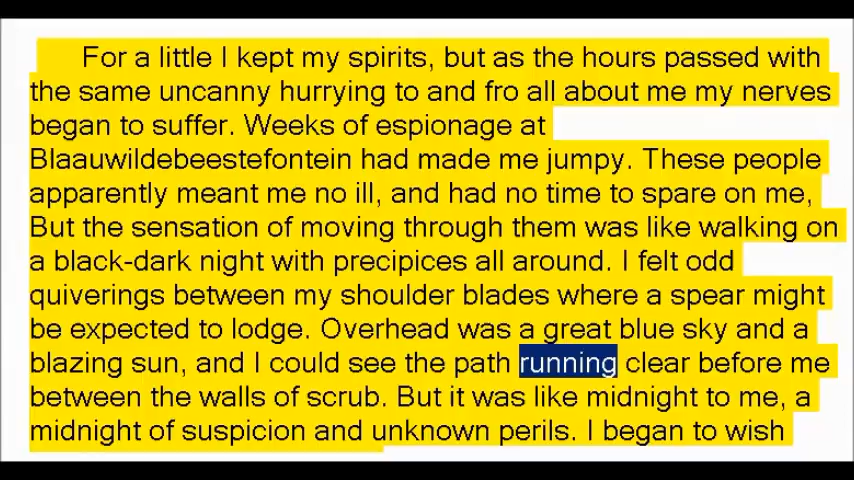 For a little I kept my spirits, but as the hours passed with
the same uncanny hurrying to and fro all about me my nerves
began to suffer. Weeks of espionage at
Blaauwildebeestefontein had made me jumpy. These people
apparently meant me no ill, and had no time to spare on me,
But the sensation of moving through them was like walking on
a black-dark night with precipices all around. I felt odd
quiverings between my shoulder blades where a spear might
be expected to lodge. Overhead was a great blue sky and a
blazing sun, and I could see the path running clear before me
between the walls of scrub. But it was like midnight to me, a
midnight of suspicion and unknown perils. I began to wish